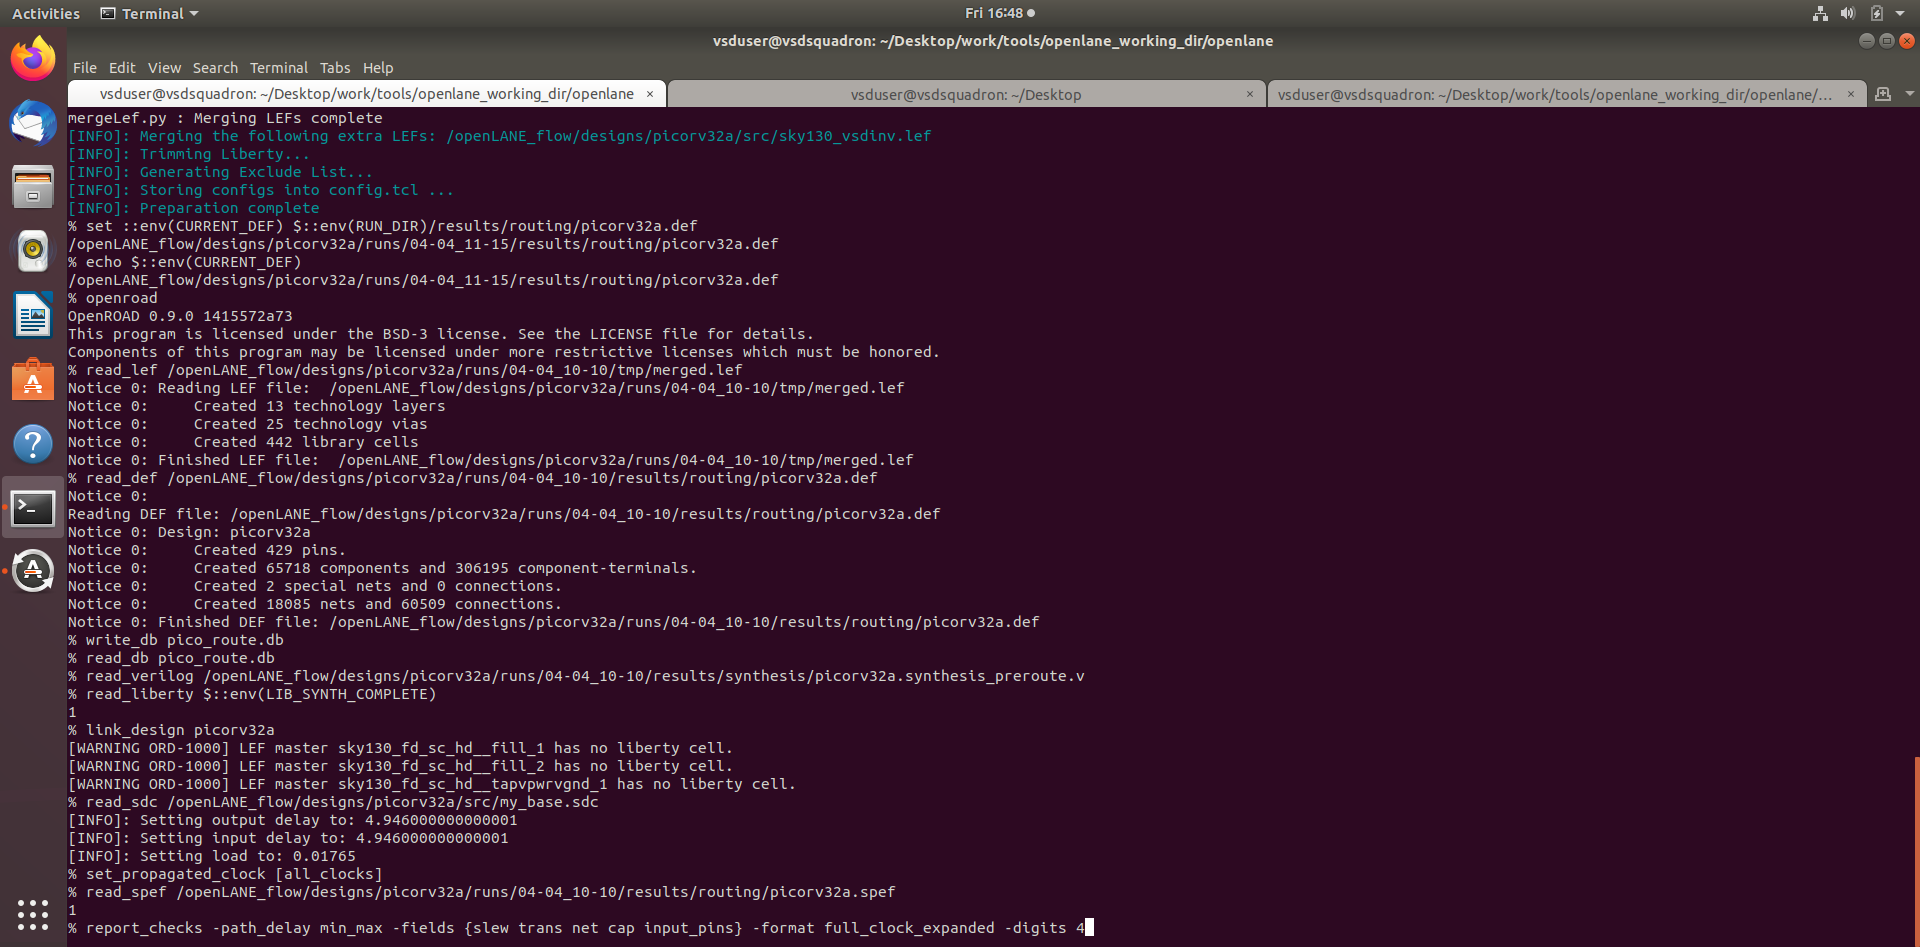 Activities Terminal Fri 16:48
vsduser@vsdsquadron: ~/Desktop/work/tools/openlane_working_dir/openlane
File Edit View Search Terminal Tabs Help
vsduser@vsdsquadron: ~/Desktop/work/tools/openlane_working_dir/openlane × vsduser@vsdsquadron: ~/Desktop × vsduser@vsdsquadron: ~/Desktop/work/tools/openlane_working_dir/openlane/... ×
mergeLef.py : Merging LEFs complete
[INFO]: Merging the following extra LEFs: /openLANE_flow/designs/picorv32a/src/sky130_vsdinv.lef
[INFO]: Trimming Liberty...
[INFO]: Generating Exclude List...
[INFO]: Storing configs into config.tcl ...
[INFO]: Preparation complete
% set ::env(CURRENT_DEF) $::env(RUN_DIR)/results/routing/picorv32a.def
/openLANE_flow/designs/picorv32a/runs/04-04_11-15/results/routing/picorv32a.def
% echo $::env(CURRENT_DEF)
/openLANE_flow/designs/picorv32a/runs/04-04_11-15/results/routing/picorv32a.def
% openroad
OpenROAD 0.9.0 1415572a73
This program is licensed under the BSD-3 license. See the LICENSE file for details.
Components of this program may be licensed under more restrictive licenses which must be honored.
% read_lef /openLANE_flow/designs/picorv32a/runs/04-04_10-10/tmp/merged.lef
Notice 0: Reading LEF file:  /openLANE_flow/designs/picorv32a/runs/04-04_10-10/tmp/merged.lef
Notice 0:     Created 13 technology layers
Notice 0:     Created 25 technology vias
Notice 0:     Created 442 library cells
Notice 0: Finished LEF file:  /openLANE_flow/designs/picorv32a/runs/04-04_10-10/tmp/merged.lef
% read_def /openLANE_flow/designs/picorv32a/runs/04-04_10-10/results/routing/picorv32a.def
Notice 0:
Reading DEF file: /openLANE_flow/designs/picorv32a/runs/04-04_10-10/results/routing/picorv32a.def
Notice 0: Design: picorv32a
Notice 0:     Created 429 pins.
Notice 0:     Created 65718 components and 306195 component-terminals.
Notice 0:     Created 2 special nets and 0 connections.
Notice 0:     Created 18085 nets and 60509 connections.
Notice 0: Finished DEF file: /openLANE_flow/designs/picorv32a/runs/04-04_10-10/results/routing/picorv32a.def
% write_db pico_route.db
% read_db pico_route.db
% read_verilog /openLANE_flow/designs/picorv32a/runs/04-04_10-10/results/synthesis/picorv32a.synthesis_preroute.v
% read_liberty $::env(LIB_SYNTH_COMPLETE)
1
% link_design picorv32a
[WARNING ORD-1000] LEF master sky130_fd_sc_hd__fill_1 has no liberty cell.
[WARNING ORD-1000] LEF master sky130_fd_sc_hd__fill_2 has no liberty cell.
[WARNING ORD-1000] LEF master sky130_fd_sc_hd__tapvpwrvgnd_1 has no liberty cell.
% read_sdc /openLANE_flow/designs/picorv32a/src/my_base.sdc
[INFO]: Setting output delay to: 4.946000000000001
[INFO]: Setting input delay to: 4.946000000000001
[INFO]: Setting load to: 0.01765
% set_propagated_clock [all_clocks]
% read_spef /openLANE_flow/designs/picorv32a/runs/04-04_10-10/results/routing/picorv32a.spef
1
% report_checks -path_delay min_max -fields {slew trans net cap input_pins} -format full_clock_expanded -digits 4